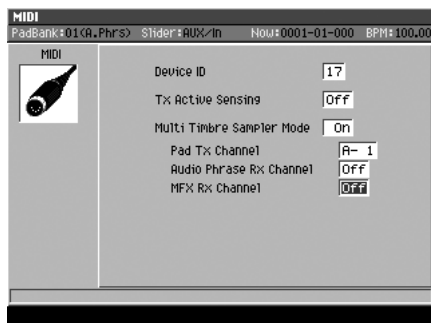 MIDI
PadBank:01<A.Phrs> Slider:AUX/In Now:0001-01-000 BPM:100.00
MIDI
Device ID 17
Tx Active Sensing Off
Multi Timbre Sampler Mode On
Pad Tx Channel A- 1
Audio Phrase Rx Channel Off
MFX Rx Channel Off